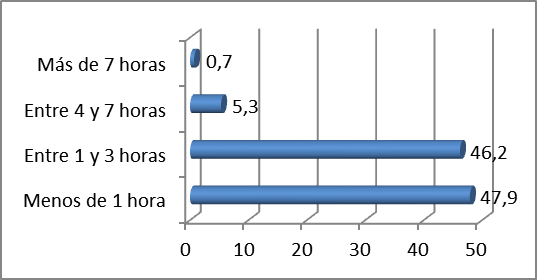 Más de 7 horas 0,7
Entre 4 y 7 horas 5,3
Entre 1 y 3 horas 46,2
Menos de 1 hora 47,9
0 10 20 30 40 50